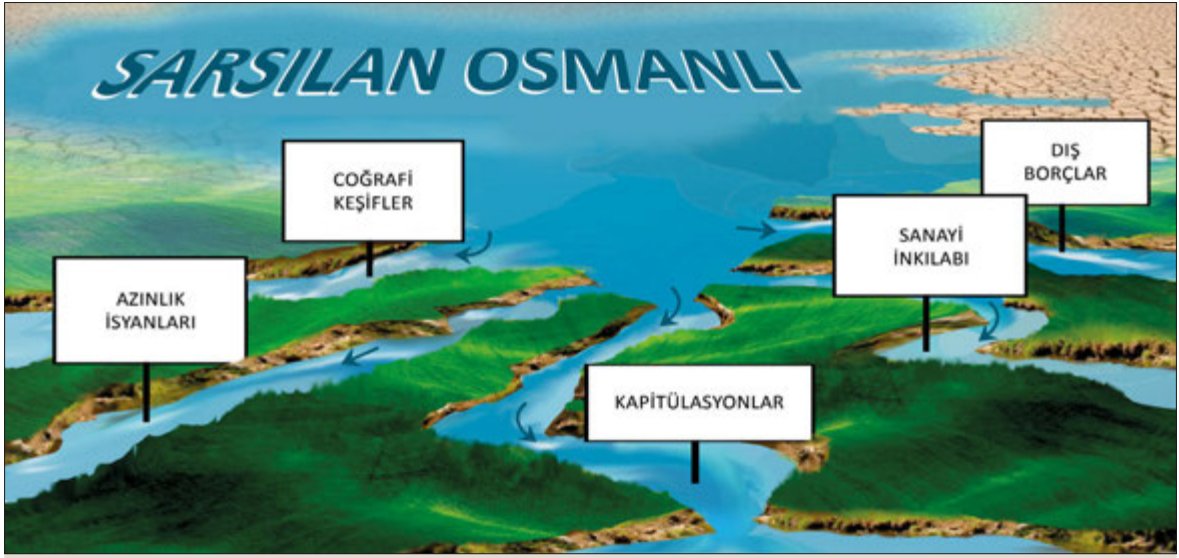 SARSILAN OSMANLI
COĞRAFİ
KEŞİFLER
DIŞ
BORÇLAR
SANAYİ
İNKILABI
AZINLIK
İSYANLARI
KAPİTÜLASYONLAR